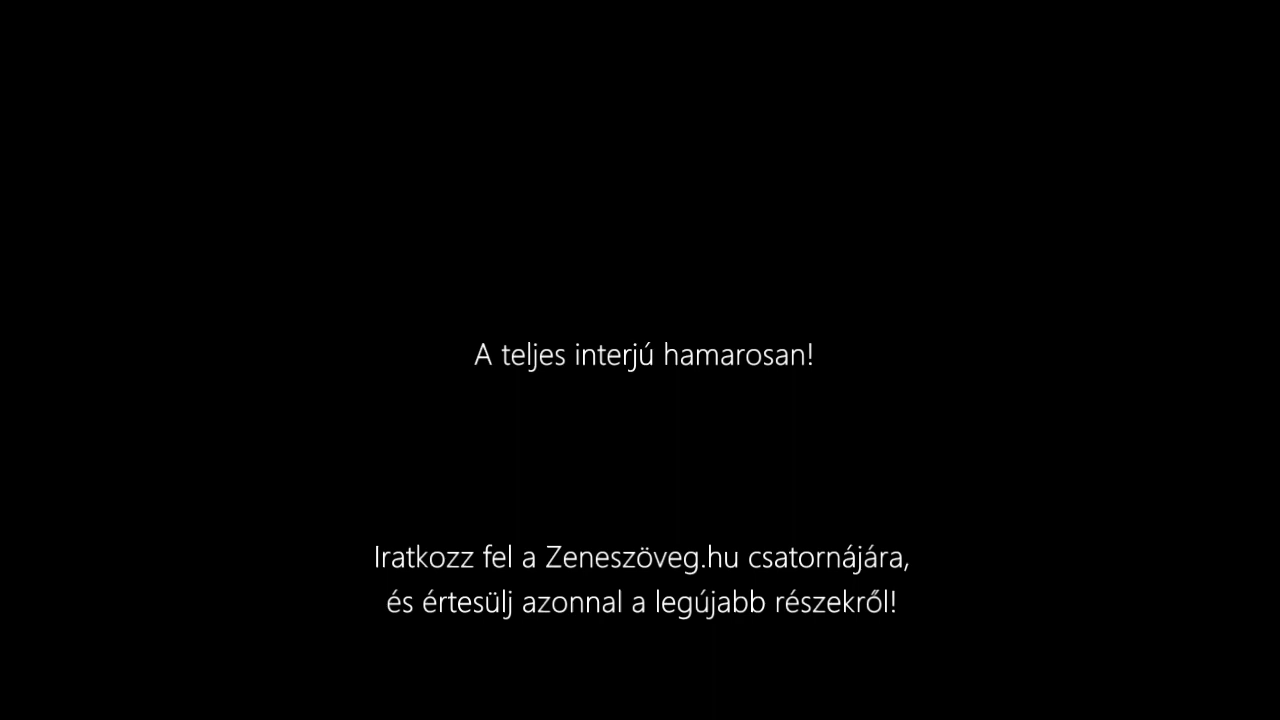 A teljes interjú hamarosan!
Iratkozz fel a Zeneszöveg.hu csatornájára,
és értesülj azonnal a legújabb részekről!